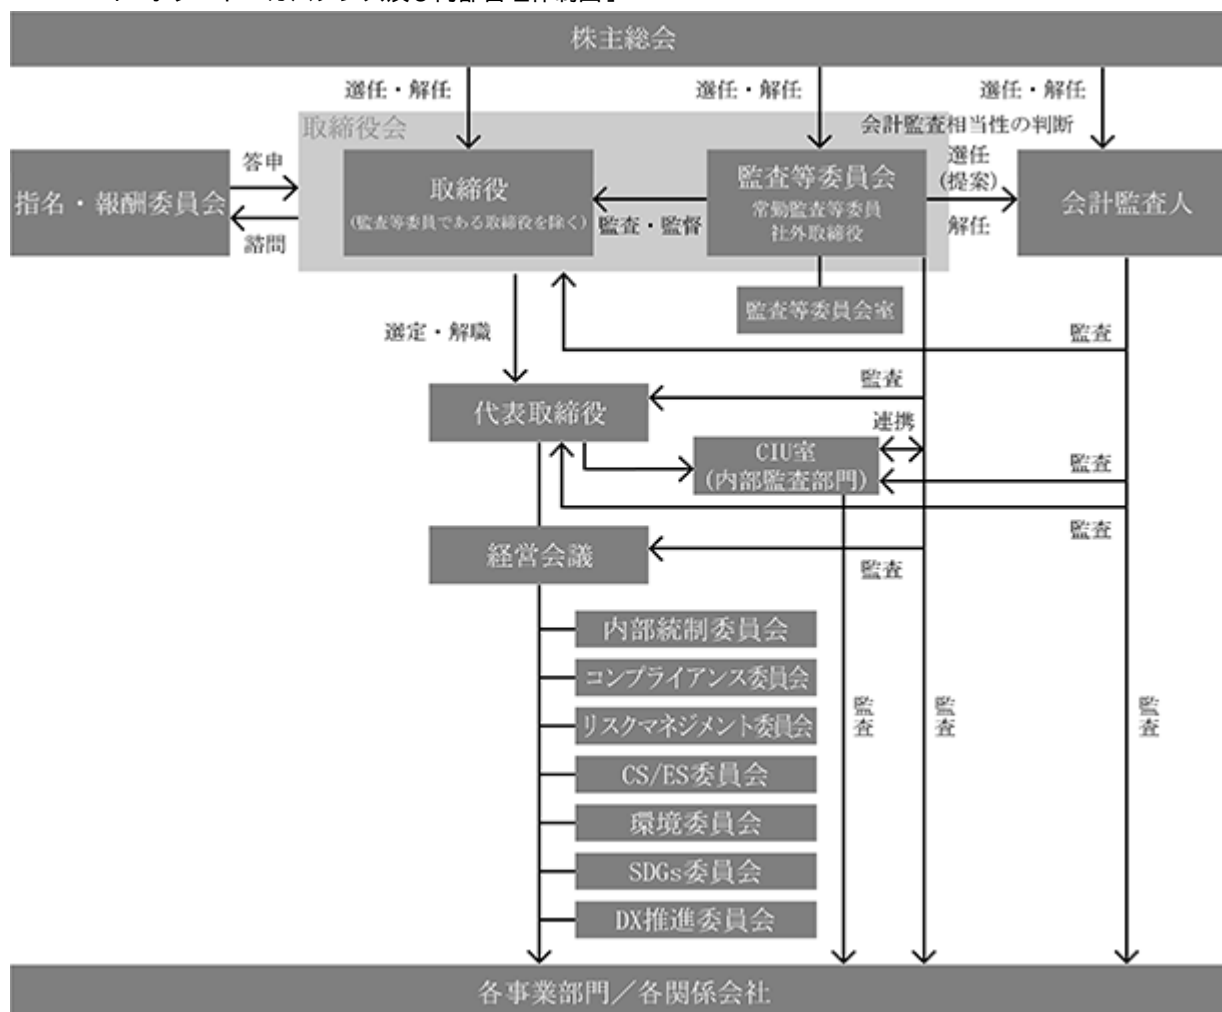 株主総会
選任・解任
選任・解任
選任・解任
取締役会
会計監査相当性の判断
指名・報酬委員会
答申
諮問
取締役
(監査等委員である取締役を除く)
監査・監督
監査等委員会
常勤監査等委員
社外取締役
選任
(提案)
解任
会計監査人
監査等委員会室
選定・解職
監査
監査
代表取締役
連携
CIU室
(内部監査部門)
監査
監査
経営会議
監査
内部統制委員会
コンプライアンス委員会
リスクマネジメント委員会
監査
監査
監査
CS/ES委員会
環境委員会
SDGs委員会
DX推進委員会
各事業部門／各関係会社